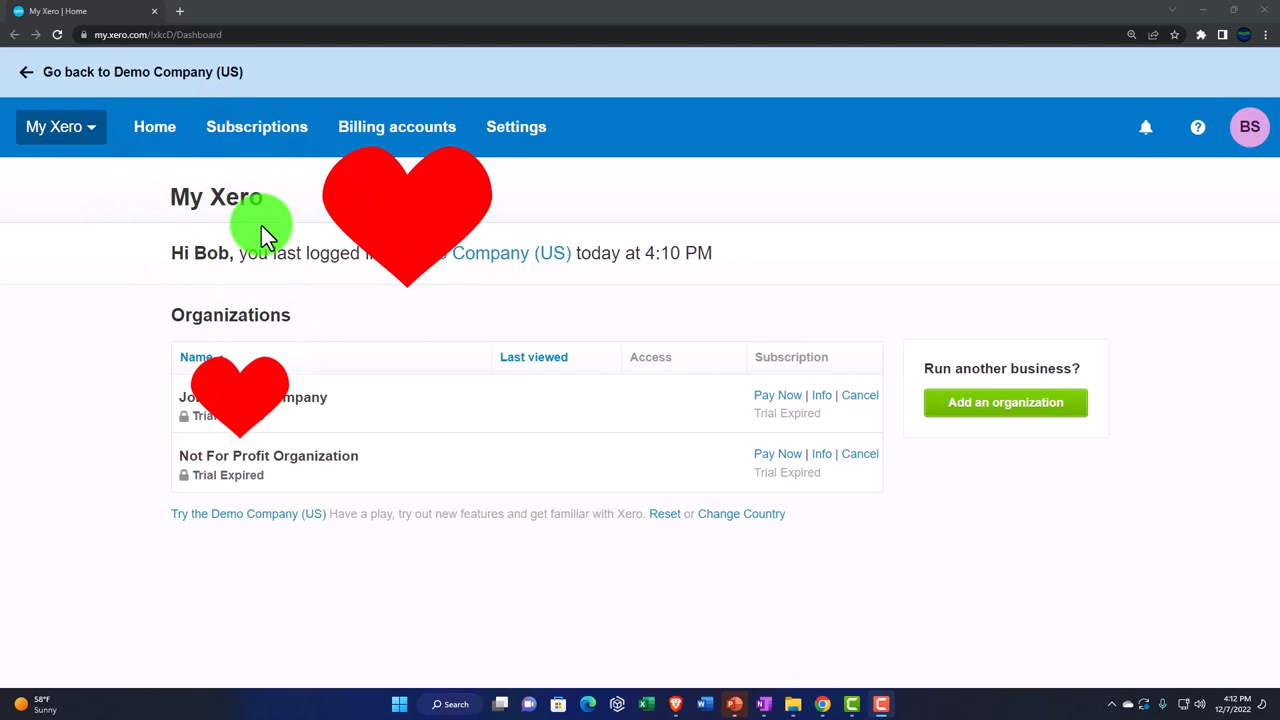 My Xero | Home
my.xero.com/!xkcD/Dashboard
Go back to Demo Company (US)
My Xero Home Subscriptions Billing accounts Settings BS
My Xero
Hi Bob, you last logged Company (US) today at 4:10 PM
Organizations
Name Last viewed Access Subscription
Pay Now | Info | Cancel
Trial Expired
Not For Profit Organization Pay Now | Info | Cancel
Trial Expired Trial Expired
Run another business?
Add an organization
Try the Demo Company (US) Have a play, try out new features and get familiar with Xero. Reset or Change Country
58°F
Sunny
Search
4:12 PM
12/7/2022